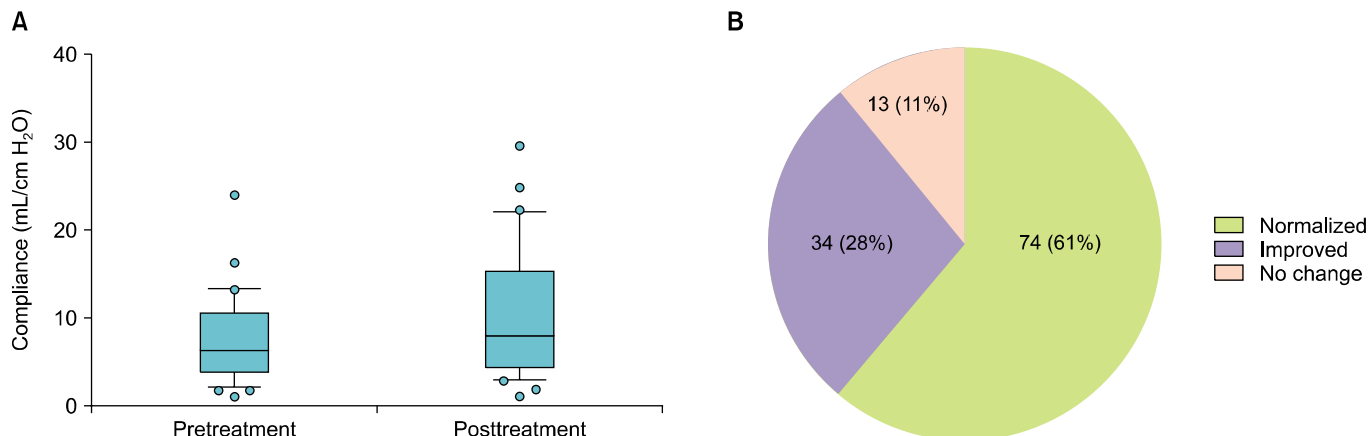 A
Compliance (mL/cm H₂O)
40
30
20
10
0
Pretreatment
Posttreatment
B
13 (11%)
34 (28%)
74 (61%)
Normalized
Improved
No change